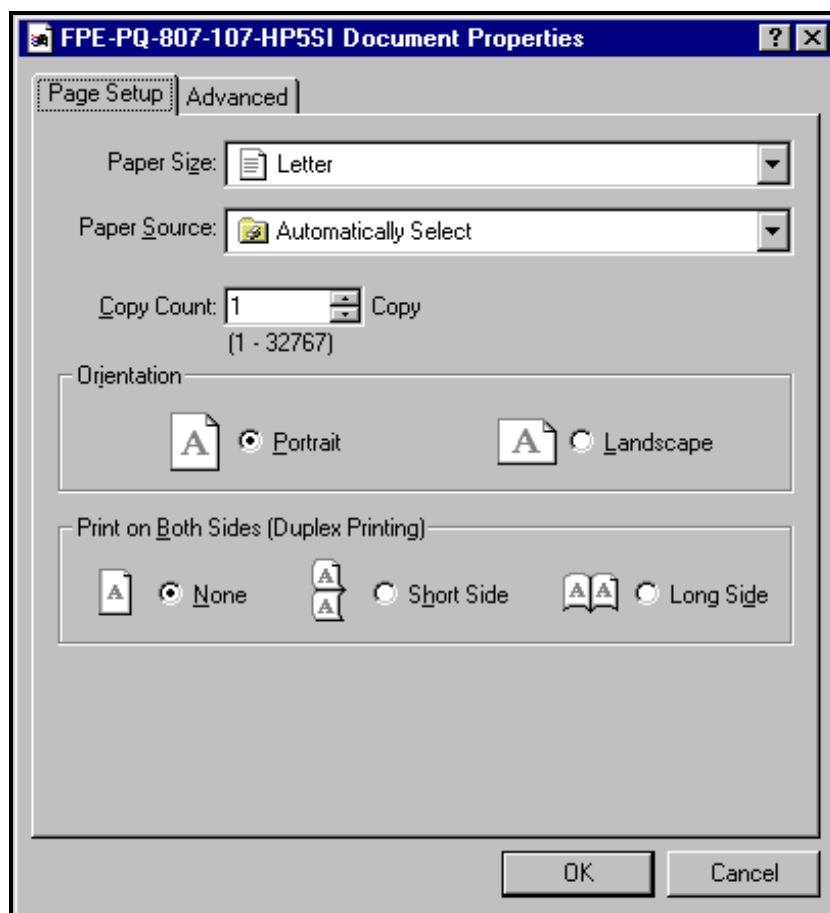 FPE-PQ-807-107-HP5SI Document Properties
Page Setup Advanced
Paper Size: Letter
Paper Source: Automatically Select
Copy Count: 1 Copy
(1 - 32767)
Orientation
A Portrait A Landscape
Print on Both Sides (Duplex Printing)
A None A A Short Side A A Long Side
OK Cancel